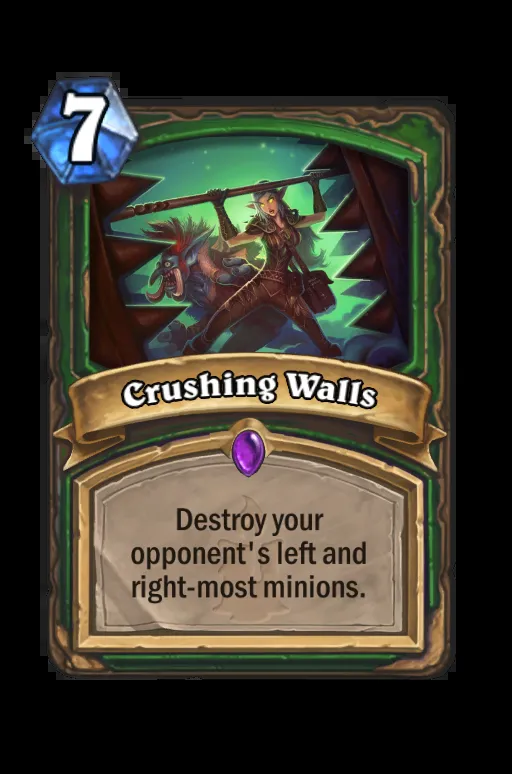 7
Crushing Walls
Destroy your
opponent's left and
right-most minions.